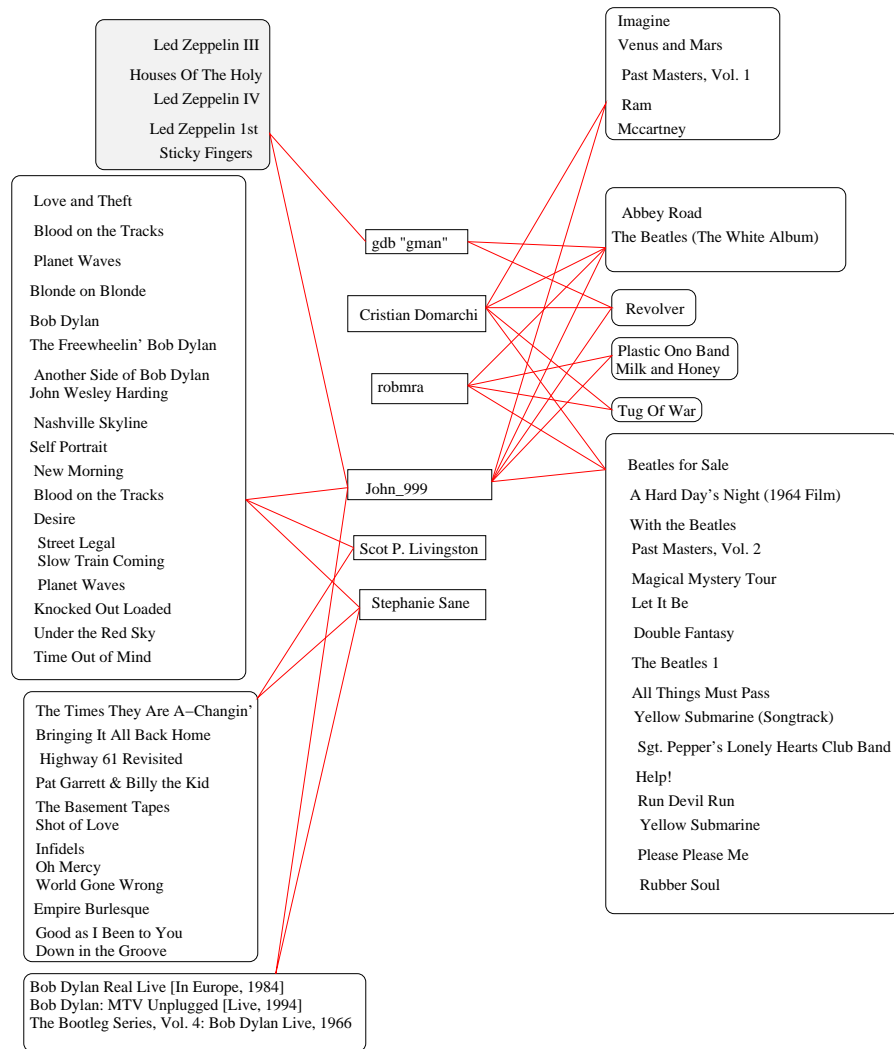 Led Zeppelin III
Houses Of The Holy
Led Zeppelin IV
Led Zeppelin 1st
Sticky Fingers
Love and Theft
Blood on the Tracks
Planet Waves
Blonde on Blonde
Bob Dylan
The Freewheelin' Bob Dylan
Another Side of Bob Dylan
John Wesley Harding
Nashville Skyline
Self Portrait
New Morning
Blood on the Tracks
Desire
Street Legal
Slow Train Coming
Planet Waves
Knocked Out Loaded
Under the Red Sky
Time Out of Mind
The Times They Are A−Changin'
Bringing It All Back Home
Highway 61 Revisited
Pat Garrett & Billy the Kid
The Basement Tapes
Shot of Love
Infidels
Oh Mercy
World Gone Wrong
Empire Burlesque
Good as I Been to You
Down in the Groove
Bob Dylan Real Live [In Europe, 1984]
Bob Dylan: MTV Unplugged [Live, 1994]
The Bootleg Series, Vol. 4: Bob Dylan Live, 1966
gdb "gman"
Cristian Domarchi
robmra
John_999
Scot P. Livingston
Stephanie Sane
Imagine
Venus and Mars
Past Masters, Vol. 1
Ram
Mccartney
Abbey Road
The Beatles (The White Album)
Revolver
Plastic Ono Band
Milk and Honey
Tug Of War
Beatles for Sale
A Hard Day's Night (1964 Film)
With the Beatles
Past Masters, Vol. 2
Magical Mystery Tour
Let It Be
Double Fantasy
The Beatles 1
All Things Must Pass
Yellow Submarine (Songtrack)
Sgt. Pepper's Lonely Hearts Club Band
Help!
Run Devil Run
Yellow Submarine
Please Please Me
Rubber Soul